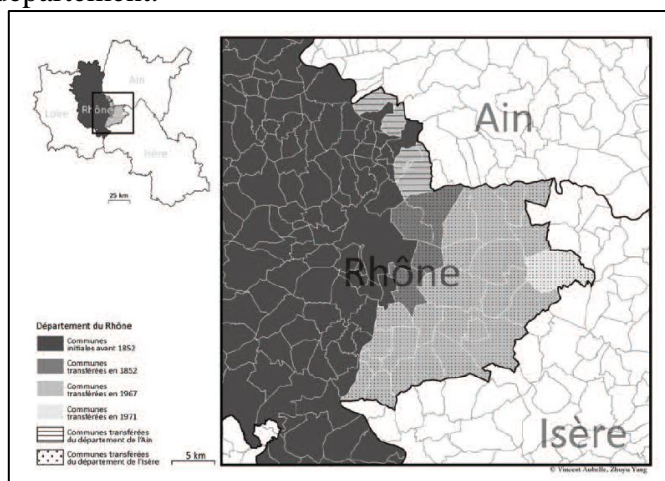 département.
Ain
Loire
Rhône
Isère
25 km
Ain
Rhône
Isère
Département du Rhône
Communes
initiales avant 1852
Communes
transférées en 1852
Communes
transférées en 1967
Communes
transférées en 1971
Communes transférées
du département de l'Ain
Communes transférées
du département de l'Isère
5 km
© Vincent Aubelle, Zhuyu Yang